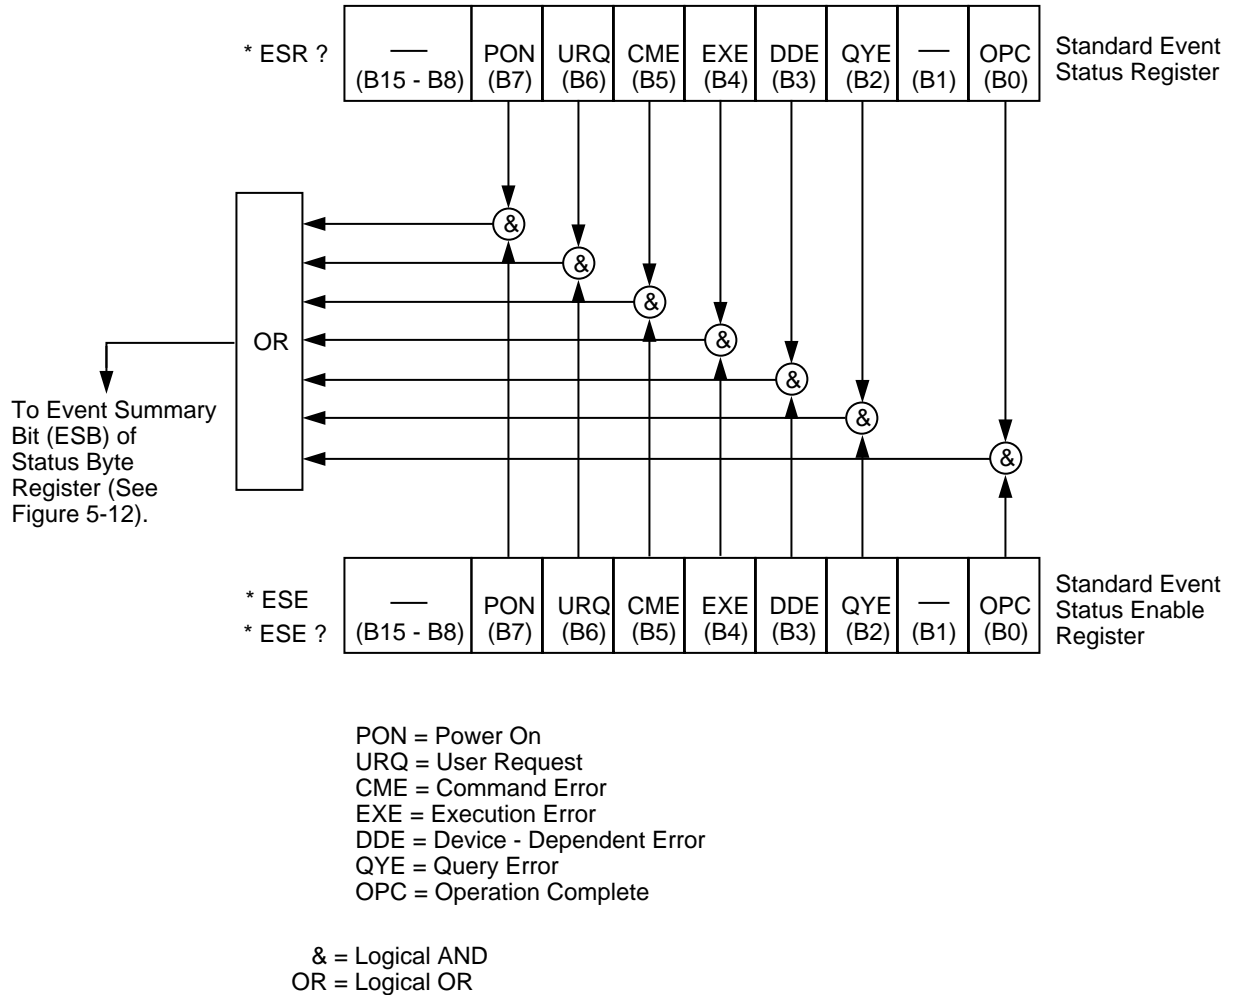 * ESR ?
—
(B15 - B8)
PON
(B7)
URQ
(B6)
CME
(B5)
EXE
(B4)
DDE
(B3)
QYE
(B2)
—
(B1)
OPC
(B0)
Standard Event
Status Register
&
&
&
&
&
&
&
OR
To Event Summary
Bit (ESB) of
Status Byte
Register (See
Figure 5-12).
* ESE
* ESE ?
—
(B15 - B8)
PON
(B7)
URQ
(B6)
CME
(B5)
EXE
(B4)
DDE
(B3)
QYE
(B2)
—
(B1)
OPC
(B0)
Standard Event
Status Enable
Register
PON = Power On
URQ = User Request
CME = Command Error
EXE = Execution Error
DDE = Device - Dependent Error
QYE = Query Error
OPC = Operation Complete
& = Logical AND
OR = Logical OR